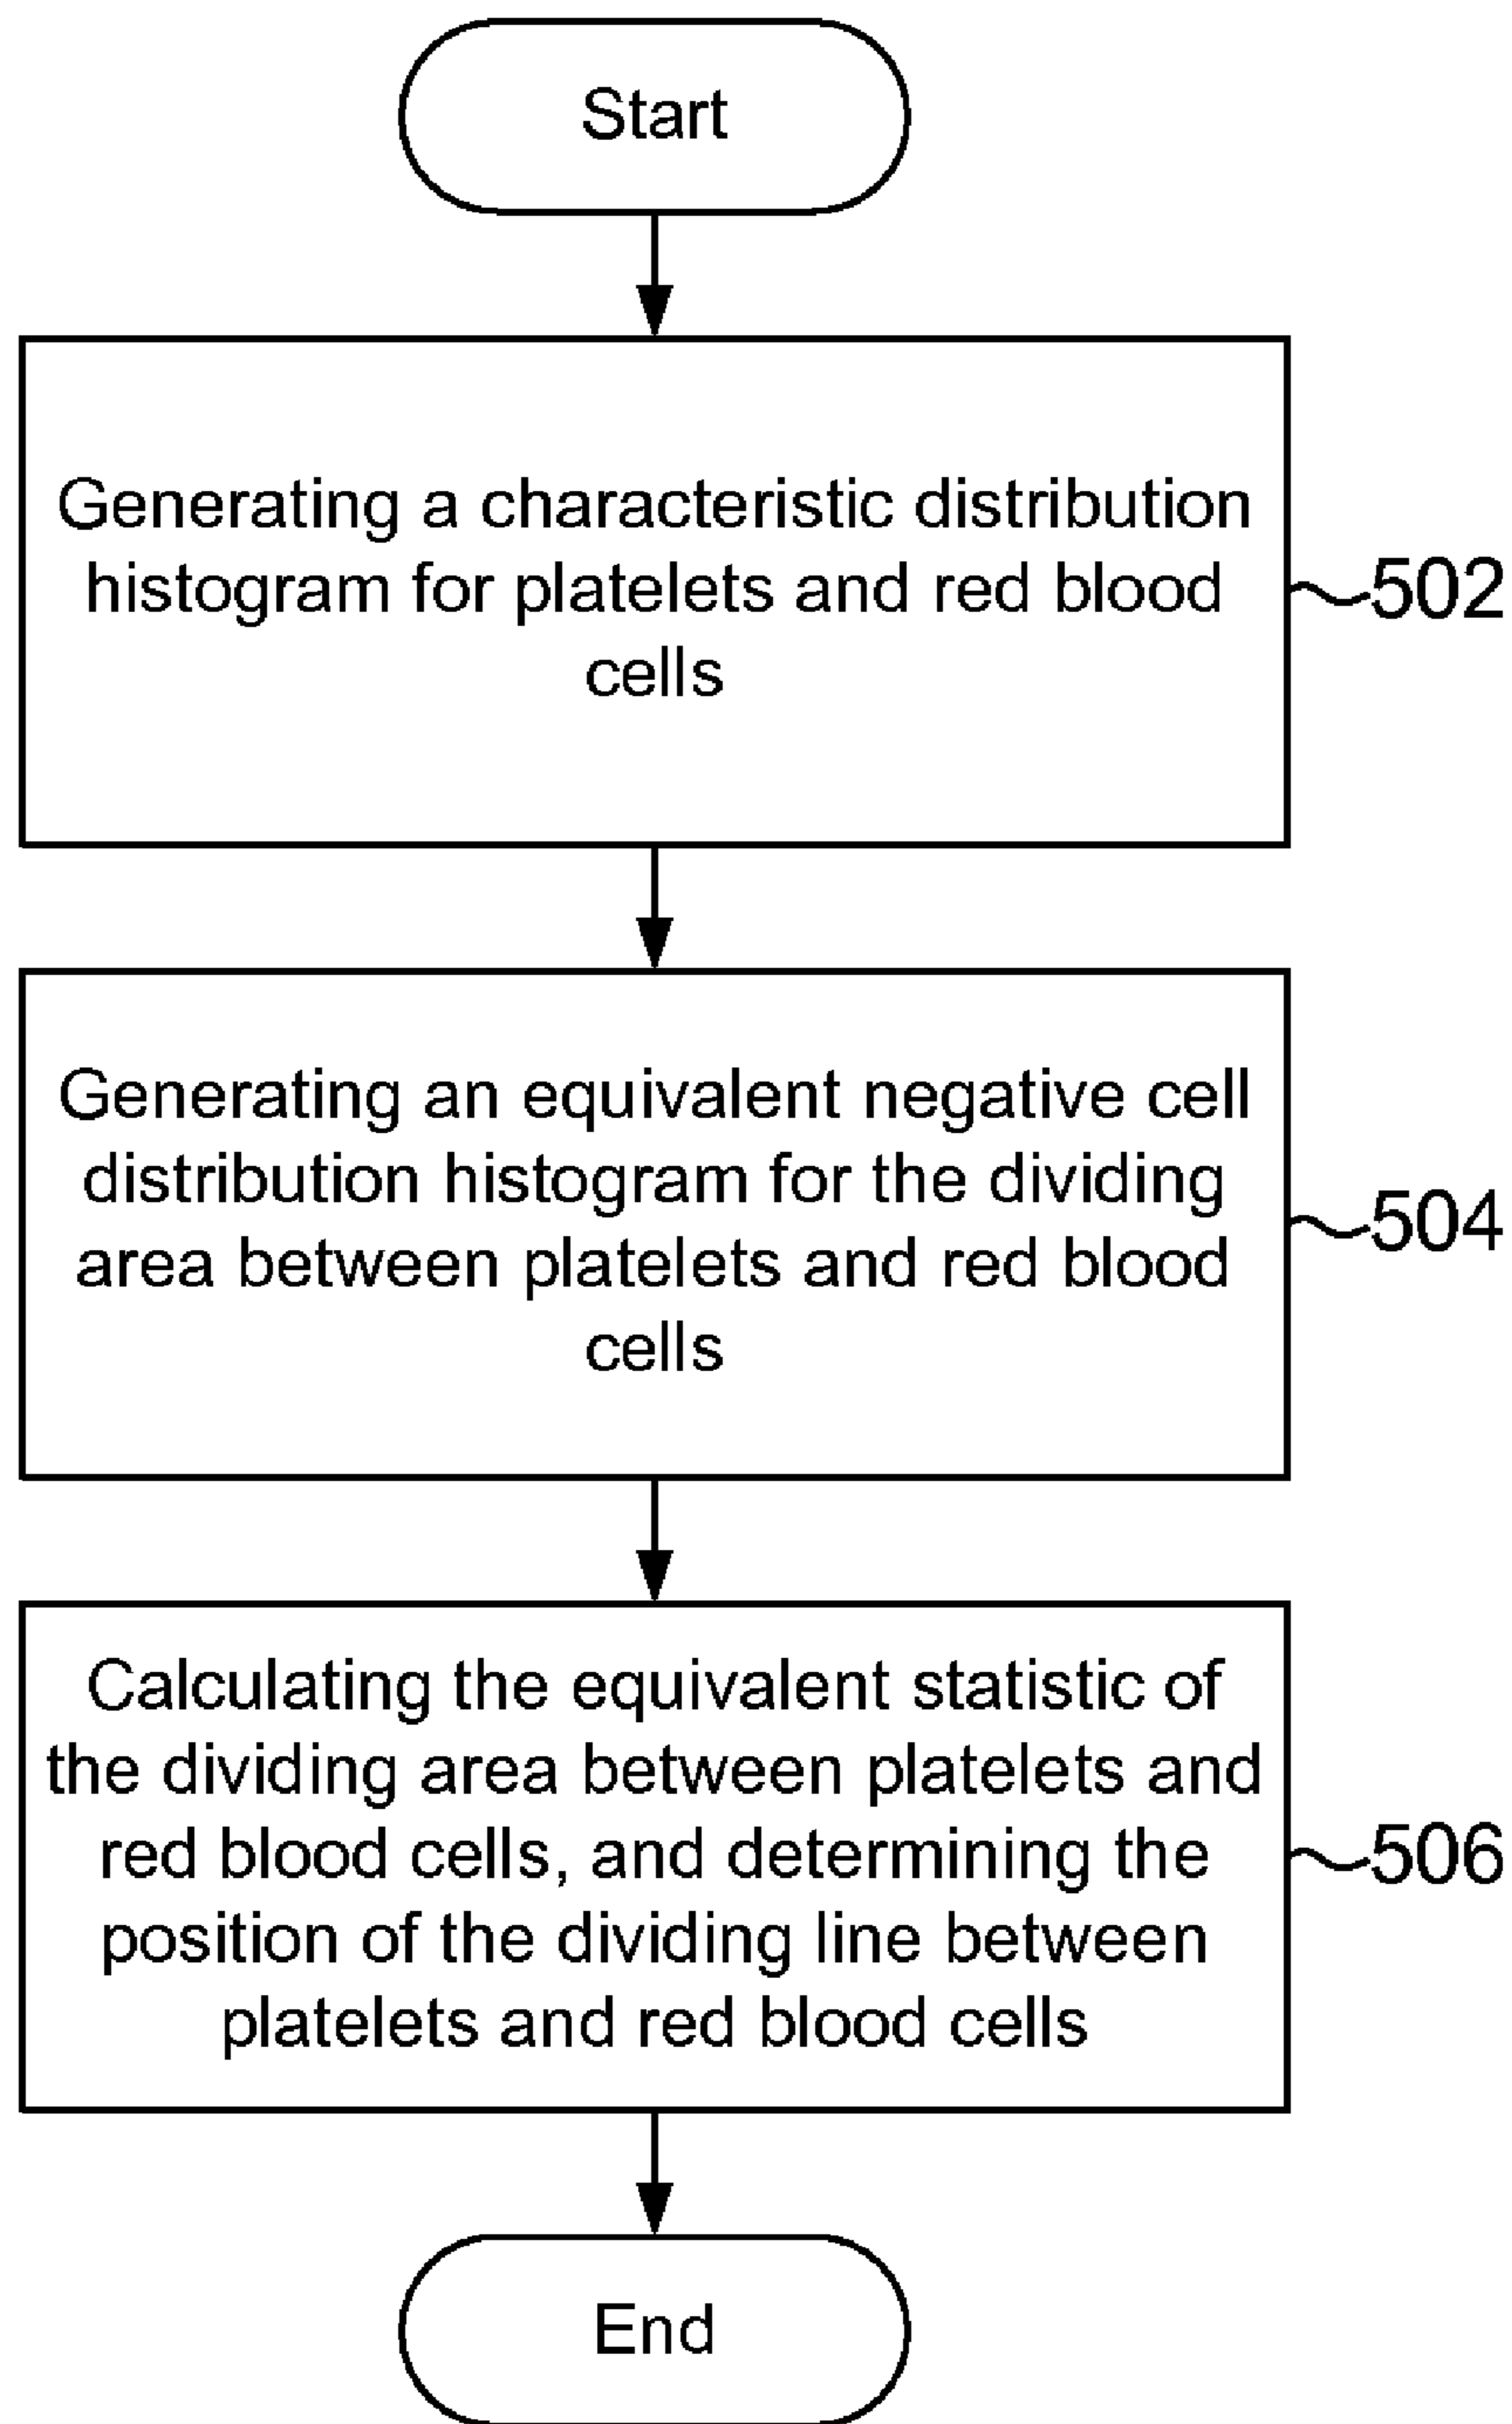 Start
Generating a characteristic distribution
histogram for platelets and red blood
cells
502
Generating an equivalent negative cell
distribution histogram for the dividing
area between platelets and red blood
cells
504
Calculating the equivalent statistic of
the dividing area between platelets and
red blood cells, and determining the
position of the dividing line between
platelets and red blood cells
506
End